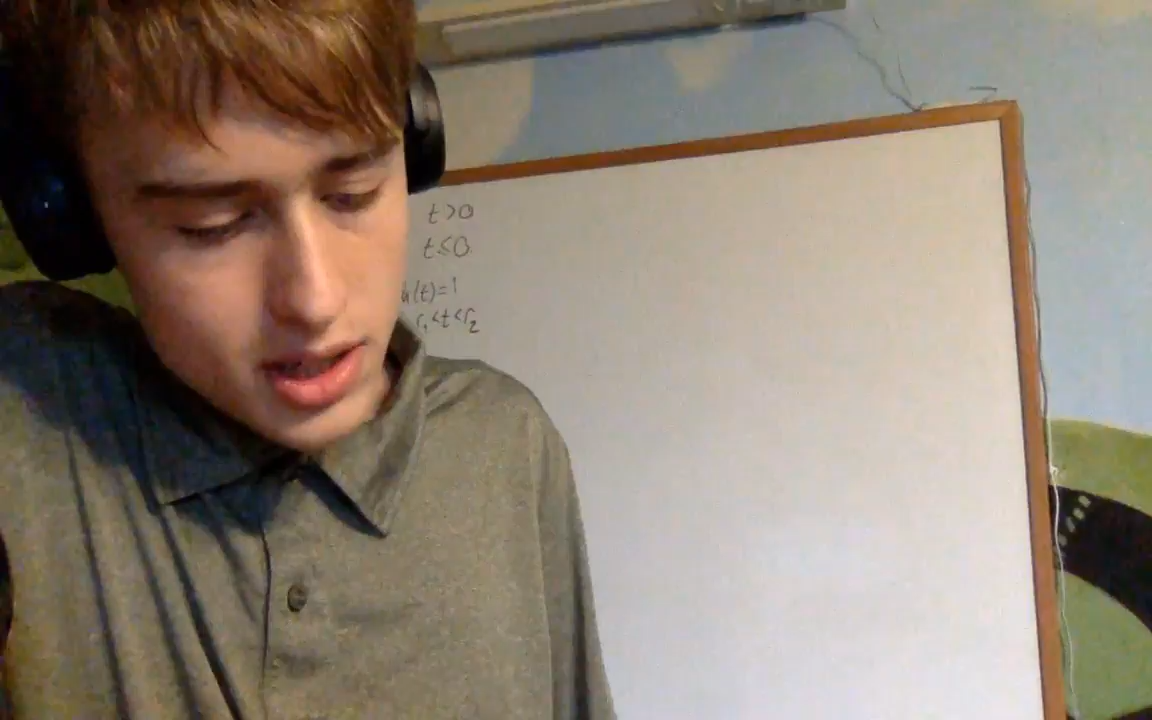 t>0
t≤0
h(t)=1
r₁<t<r₂